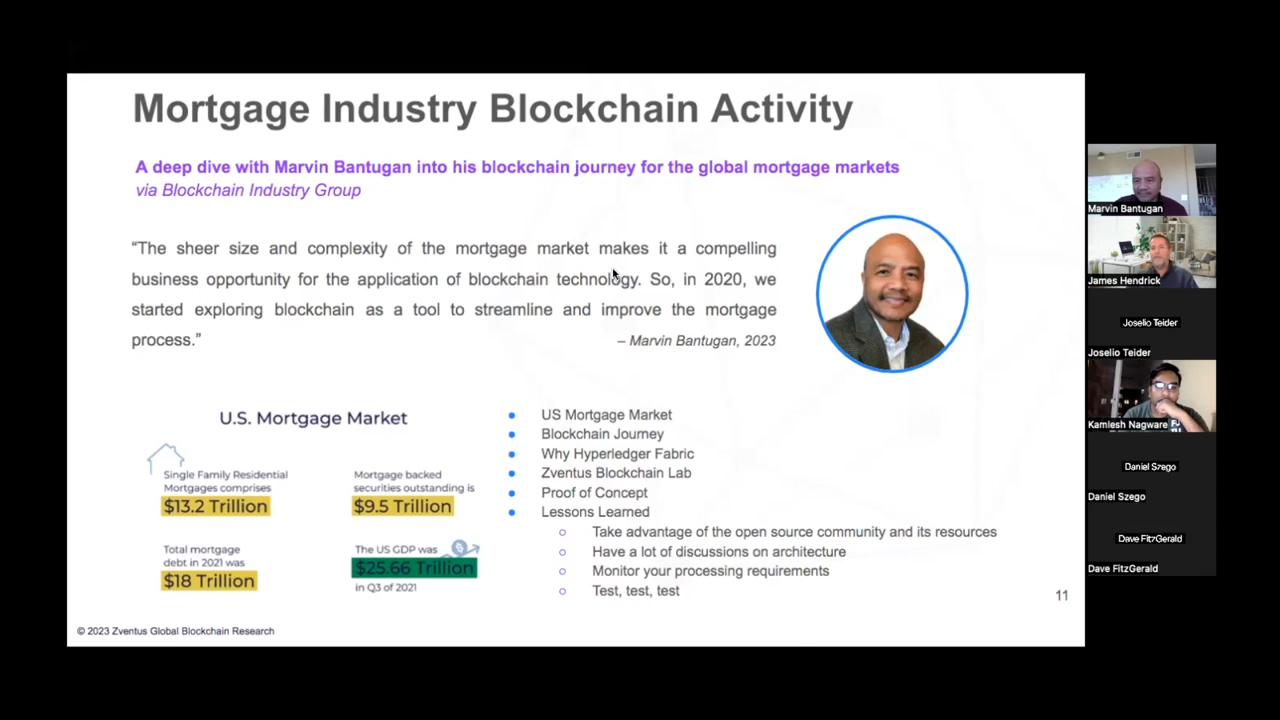 Mortgage Industry Blockchain Activity
A deep dive with Marvin Bantugan into his blockchain journey for the global mortgage markets
via Blockchain Industry Group
“The sheer size and complexity of the mortgage market makes it a compelling
business opportunity for the application of blockchain technology. So, in 2020, we
started exploring blockchain as a tool to streamline and improve the mortgage
process.”
– Marvin Bantugan, 2023
U.S. Mortgage Market
Single Family Residential
Mortgages comprises
$13.2 Trillion
Mortgage backed
securities outstanding is
$9.5 Trillion
Total mortgage
debt in 2021 was
$18 Trillion
The US GDP was
$25.66 Trillion
in Q3 of 2021
US Mortgage Market
Blockchain Journey
Why Hyperledger Fabric
Zventus Blockchain Lab
Proof of Concept
Lessons Learned
Take advantage of the open source community and its resources
Have a lot of discussions on architecture
Monitor your processing requirements
Test, test, test
11
© 2023 Zventus Global Blockchain Research
Marvin Bantugan
James Hendrick
Joselio Teider
Joselio Teider
Kamlesh Nagware
Daniel Szego
Daniel Szego
Dave FitzGerald
Dave FitzGerald